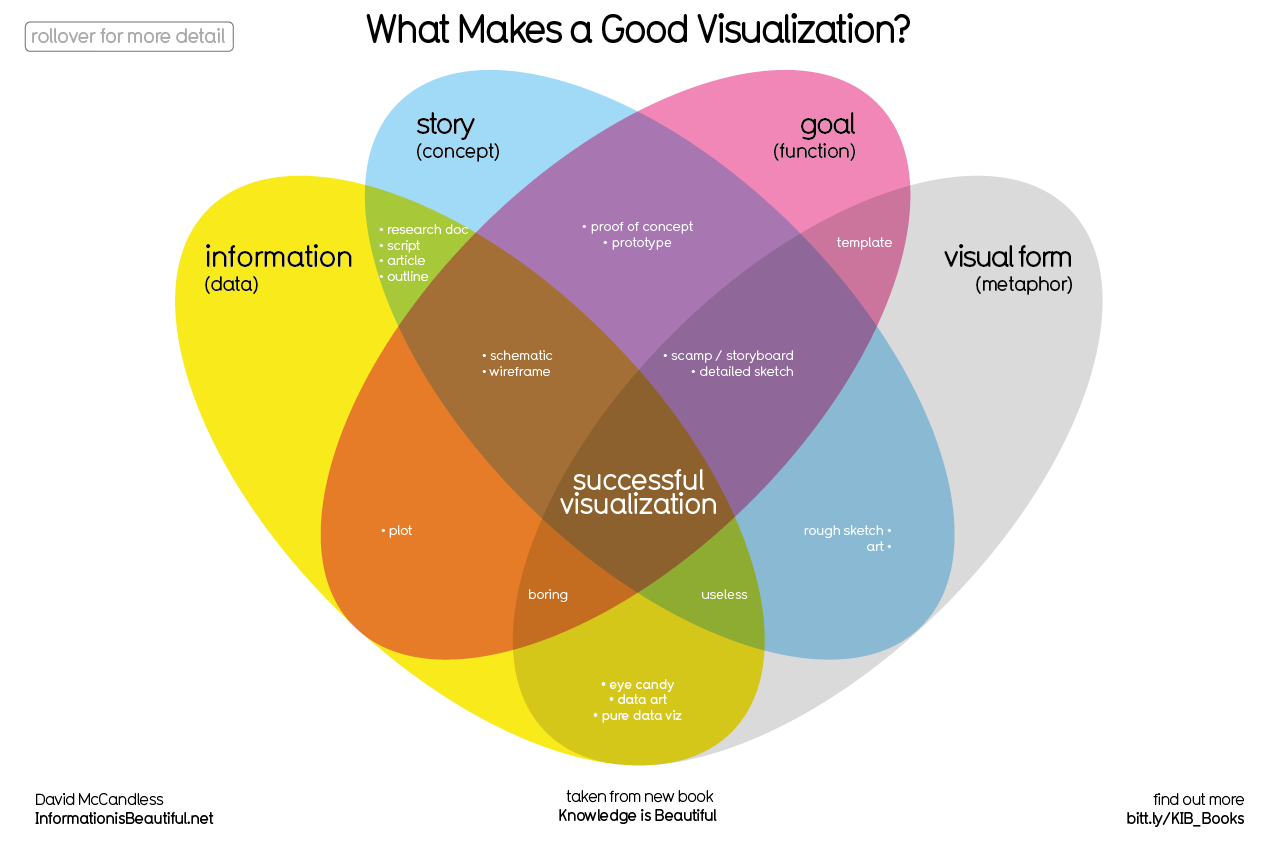 rollover for more detail
What Makes a Good Visualization?
story
(concept)
goal
(function)
information
(data)
visual form
(metaphor)
• research doc
• script
• article
• outline
• proof of concept
• prototype
template
• schematic
• wireframe
• scamp / storyboard
• detailed sketch
successful
visualization
• plot
rough sketch •
art •
boring
useless
• eye candy
• data art
• pure data viz
David McCandless
InformationisBeautiful.net
taken from new book
Knowledge is Beautiful
find out more
bitt.ly/KIB_Books